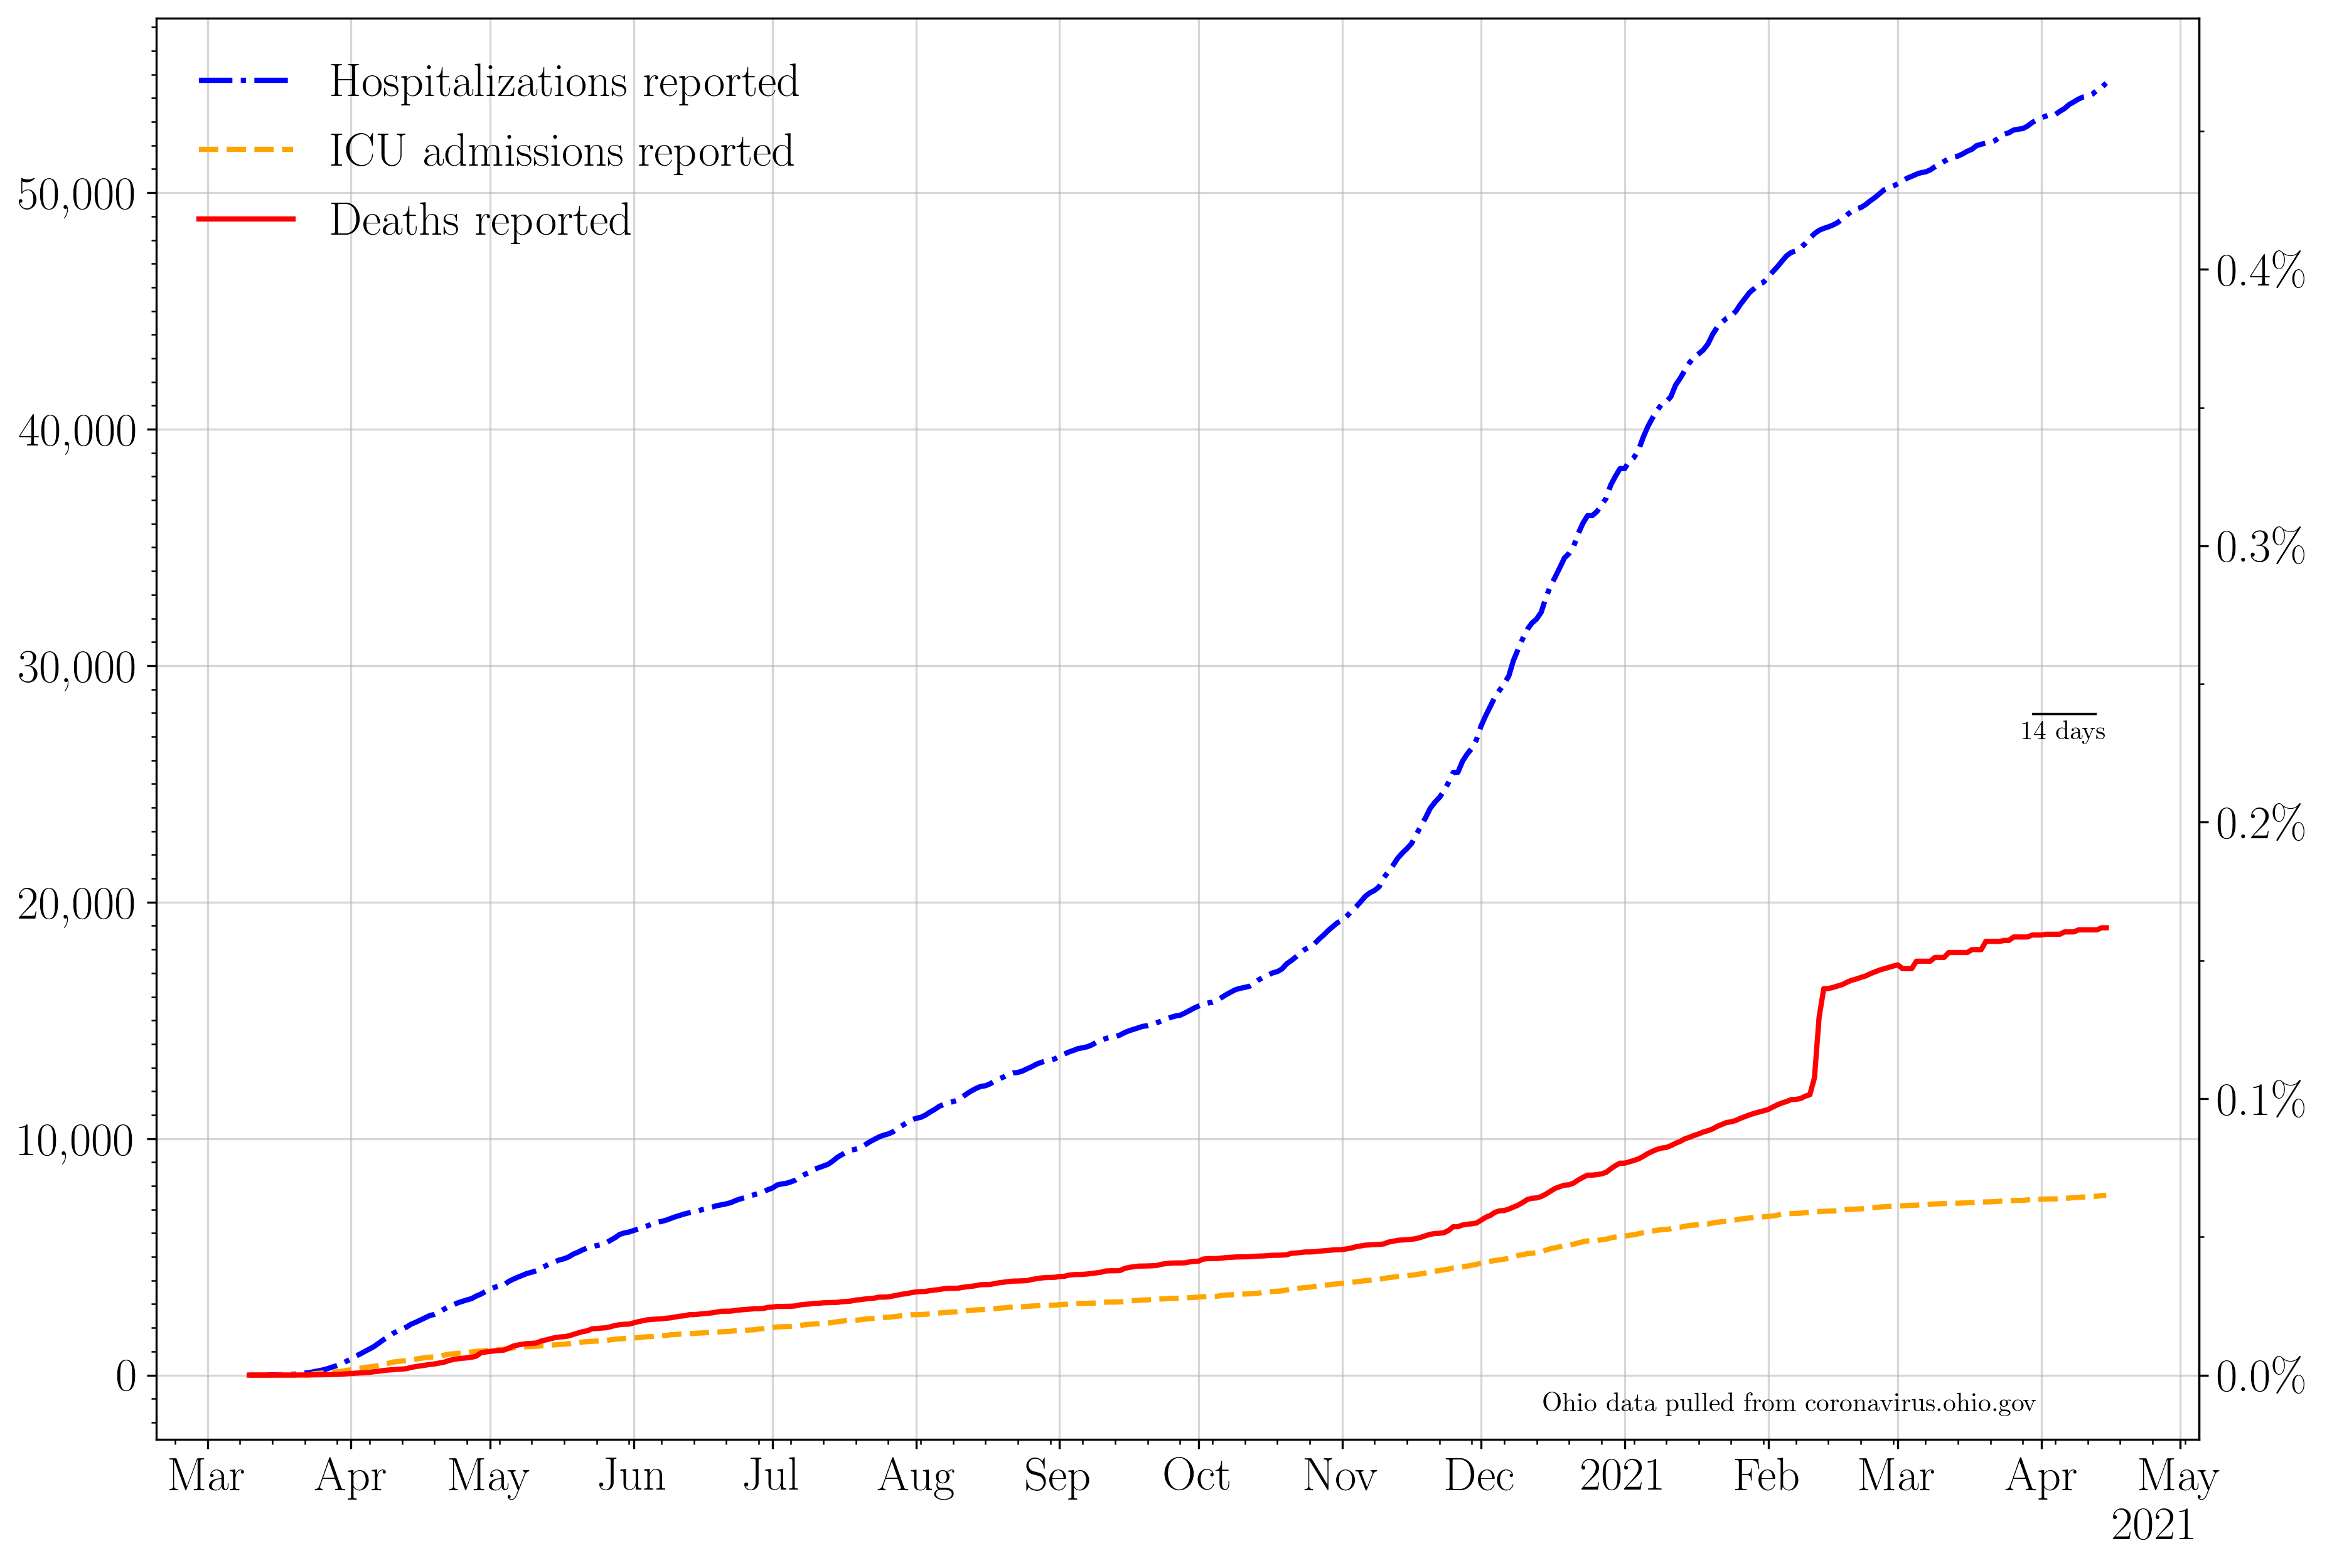 Hospitalizations reported
ICU admissions reported
Deaths reported
50,000
40,000
30,000
20,000
10,000
0
0.4%
0.3%
0.2%
0.1%
0.0%
14 days
Ohio data pulled from coronavirus.ohio.gov
Mar Apr May Jun Jul Aug Sep Oct Nov Dec 2021 Feb Mar Apr May
2021